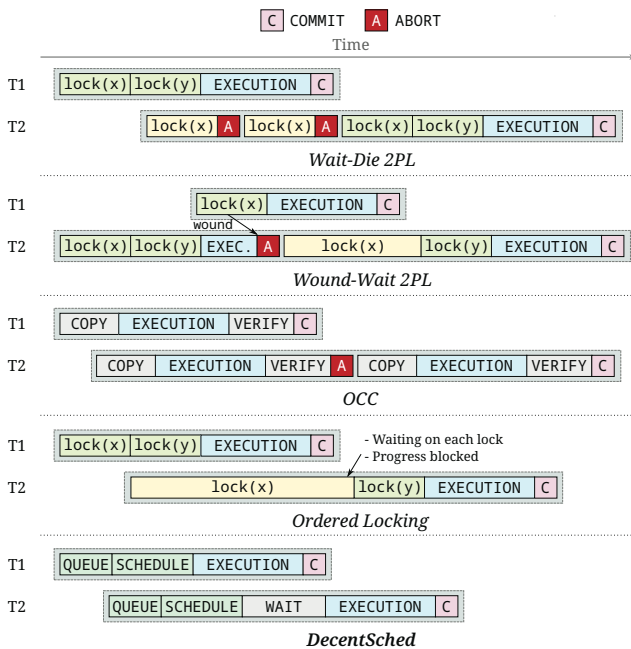 C COMMIT A ABORT
Time
T1 lock(x) lock(y) EXECUTION C
T2 lock(x) A lock(x) A lock(x) lock(y) EXECUTION C
Wait-Die 2PL
T1 lock(x) EXECUTION C
wound
T2 lock(x) lock(y) EXEC. A lock(x) lock(y) EXECUTION C
Wound-Wait 2PL
T1 COPY EXECUTION VERIFY C
T2 COPY EXECUTION VERIFY A COPY EXECUTION VERIFY C
OCC
T1 lock(x) lock(y) EXECUTION C
- Waiting on each lock
- Progress blocked
T2 lock(x) lock(y) EXECUTION C
Ordered Locking
T1 QUEUE SCHEDULE EXECUTION C
T2 QUEUE SCHEDULE WAIT EXECUTION C
DecentSched